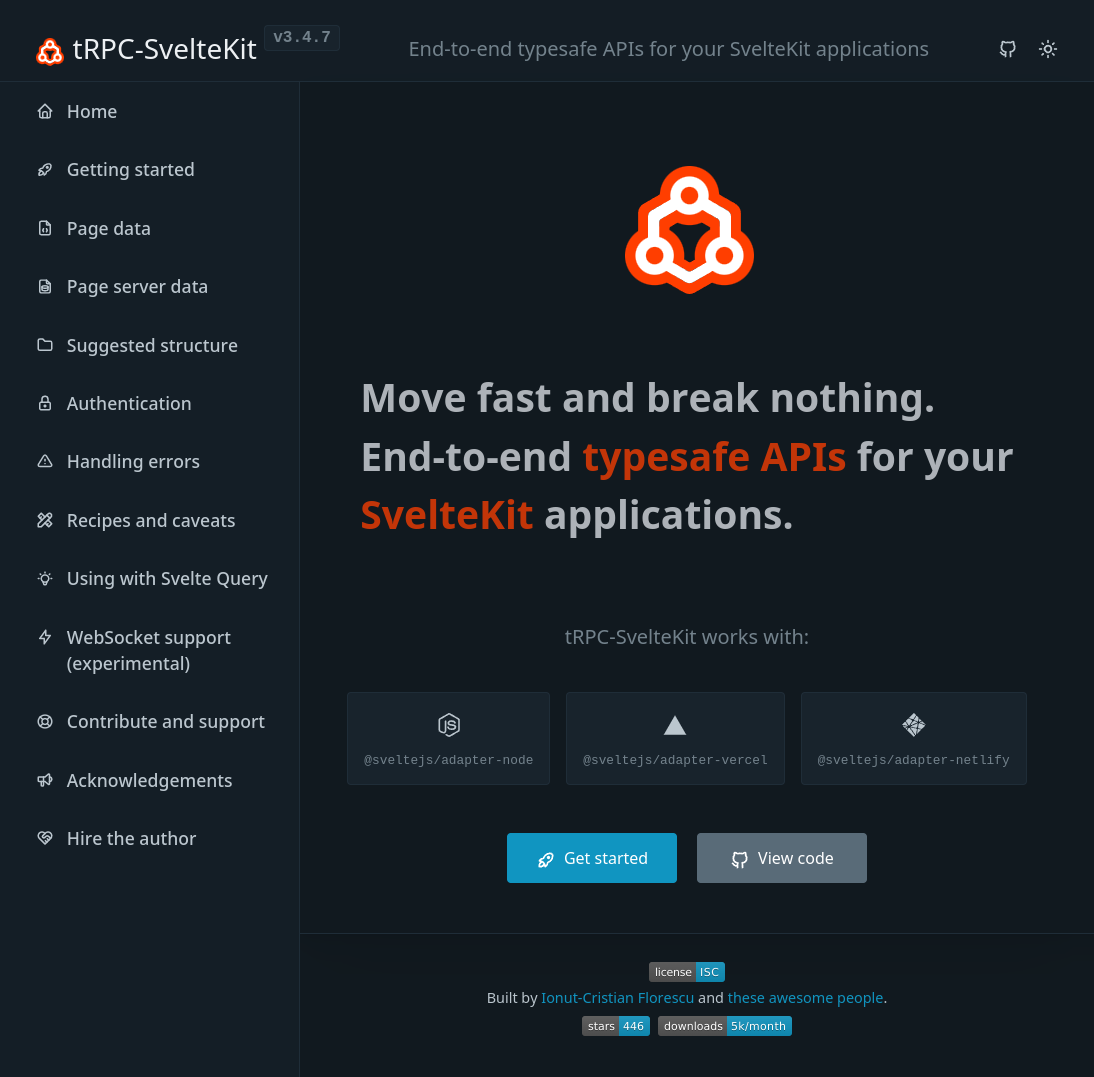 tRPC-SvelteKit v3.4.7
End-to-end typesafe APIs for your SvelteKit applications
Home
Getting started
Page data
Page server data
Suggested structure
Authentication
Handling errors
Recipes and caveats
Using with Svelte Query
WebSocket support
(experimental)
Contribute and support
Acknowledgements
Hire the author
Move fast and break nothing.
End-to-end typesafe APIs for your
SvelteKit applications.
tRPC-SvelteKit works with:
@sveltejs/adapter-node
@sveltejs/adapter-vercel
@sveltejs/adapter-netlify
Get started
View code
license ISC
Built by Ionut-Cristian Florescu and these awesome people.
stars 446 downloads 5k/month